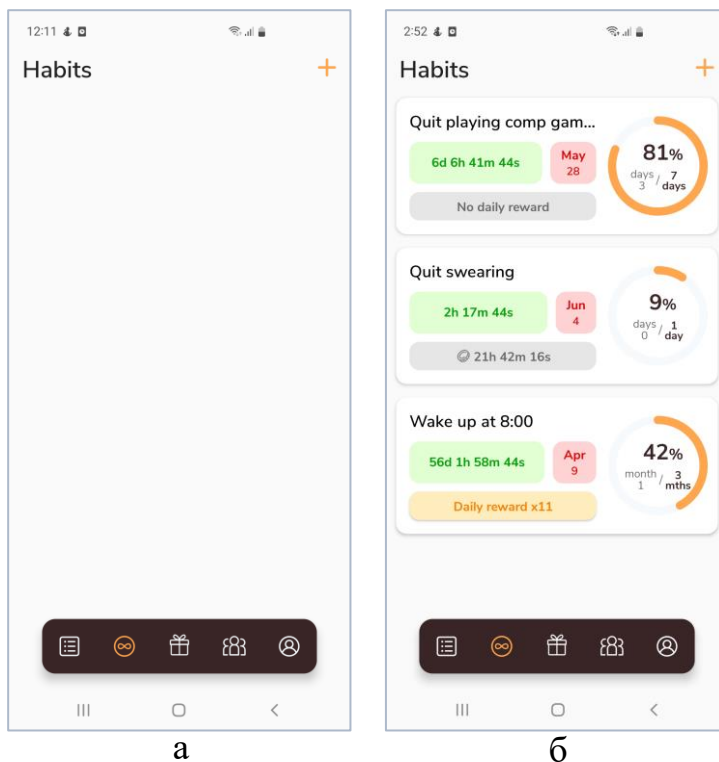 12:11
Habits
+
а
2:52
Habits
+
Quit playing comp gam...
6d 6h 41m 44s
May
28
No daily reward
81%
days
3
/
7
days
Quit swearing
2h 17m 44s
Jun
4
21h 42m 16s
9%
days
0
/
1
day
Wake up at 8:00
56d 1h 58m 44s
Apr
9
Daily reward x11
42%
month
1
/
3
mths
б